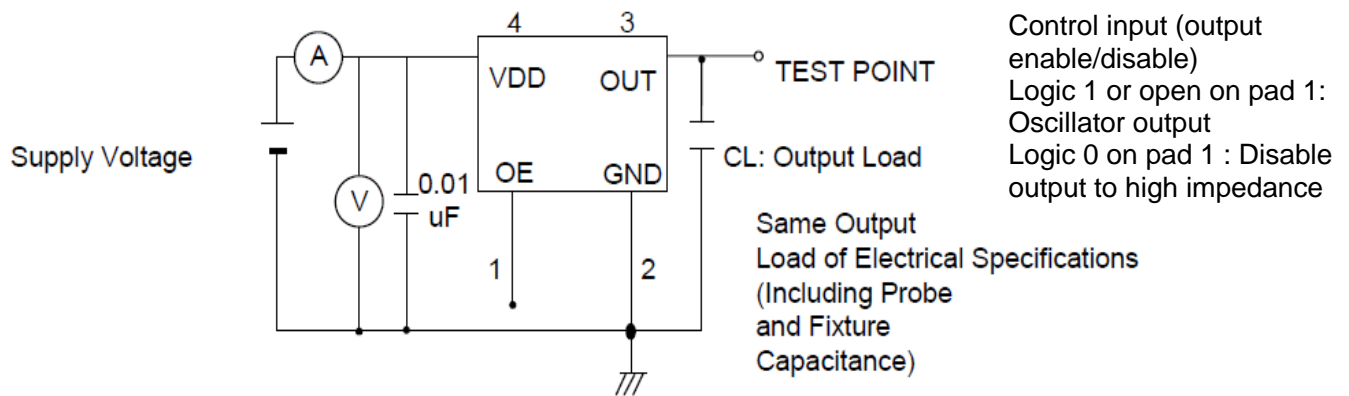 4
3
Control input (output
enable/disable)
Logic 1 or open on pad 1:
Oscillator output
Logic 0 on pad 1 : Disable
output to high impedance
A
VDD
OUT
TEST POINT
Supply Voltage
CL: Output Load
V
0.01
uF
OE
GND
1
2
Same Output
Load of Electrical Specifications
(Including Probe
and Fixture
Capacitance)